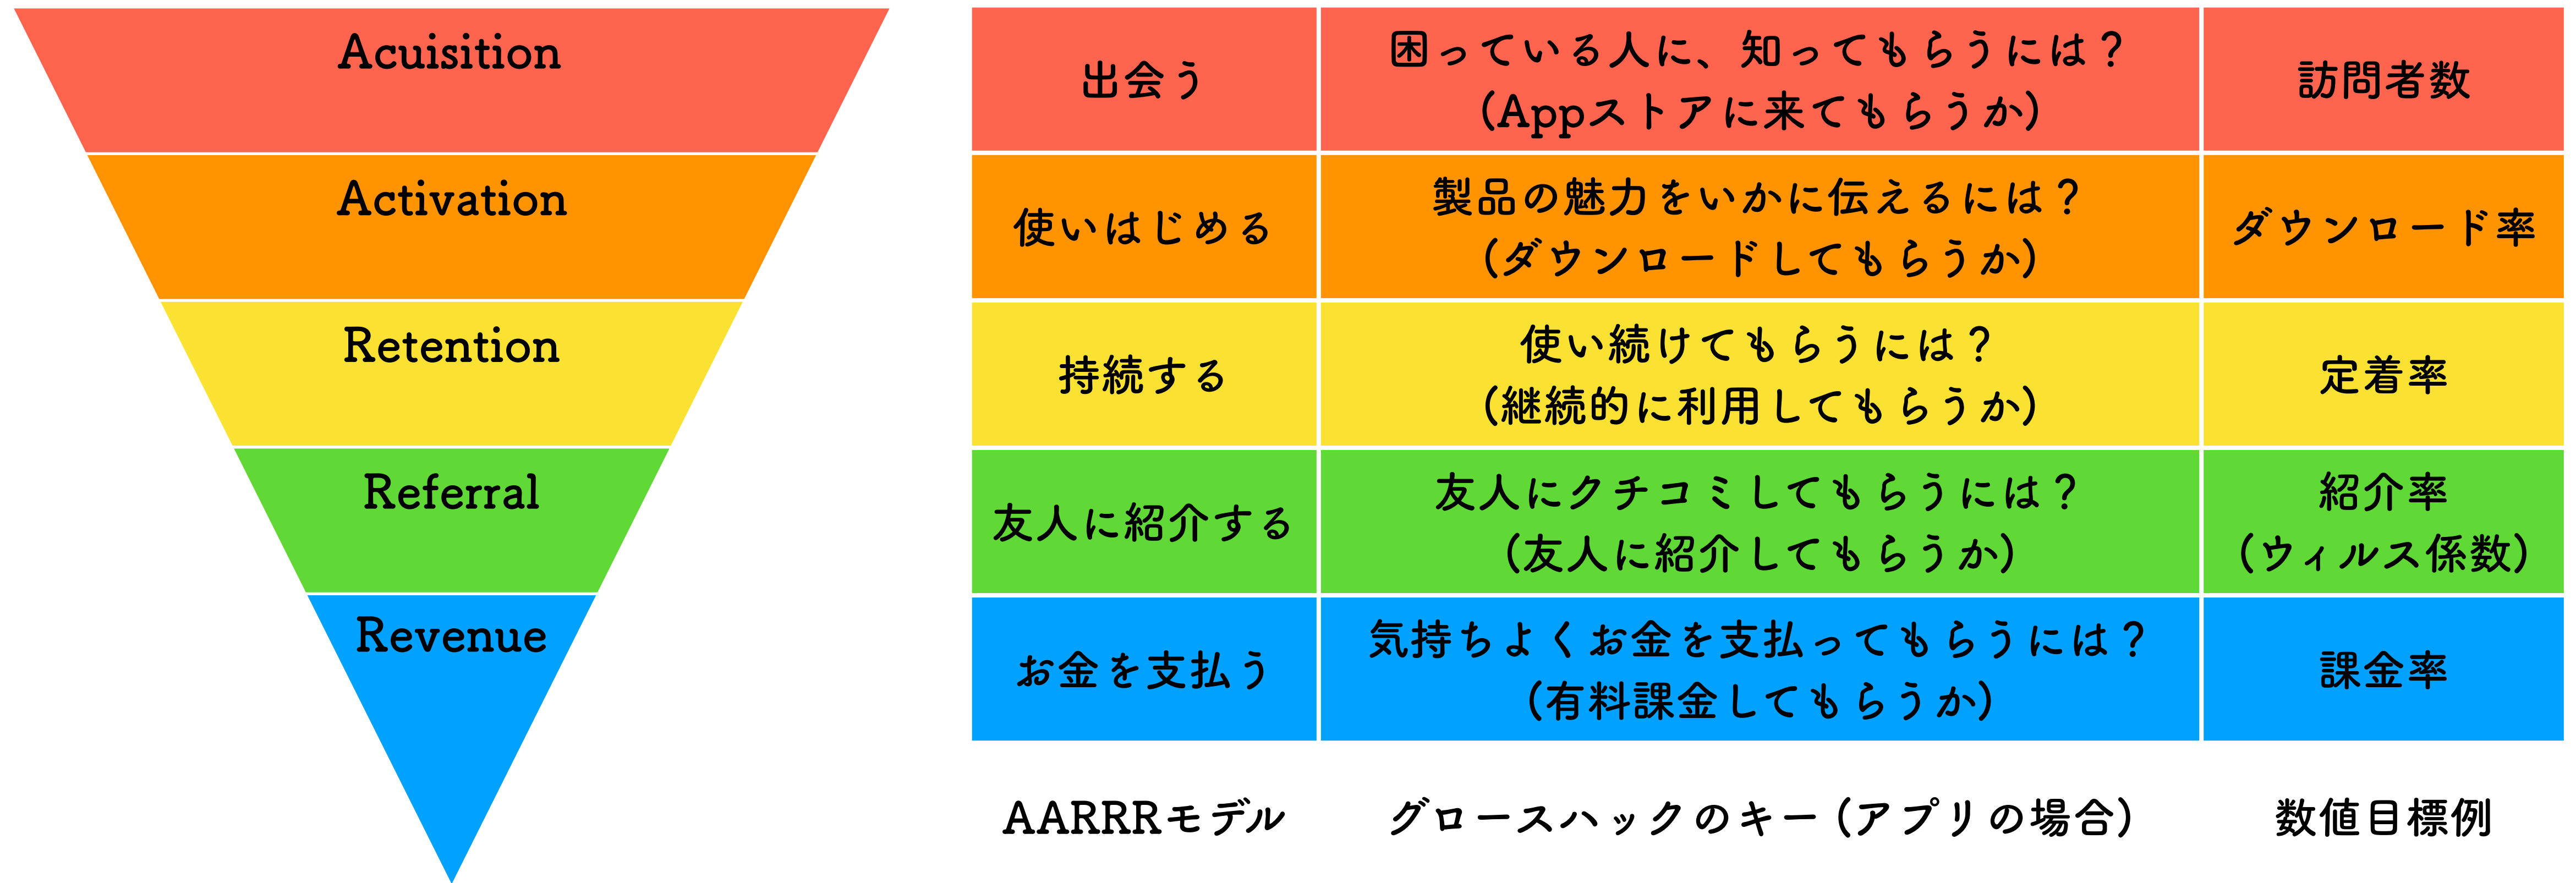 Acuisition
Activation
Retention
Referral
Revenue
出会う
困っている人に、知ってもらうには？
(Appストアに来てもらうか)
訪問者数
使いはじめる
製品の魅力をいかに伝えるには？
(ダウンロードしてもらうか)
ダウンロード率
持続する
使い続けてもらうには？
(継続的に利用してもらうか)
定着率
友人に紹介する
友人にクチコミしてもらうには？
(友人に紹介してもらうか)
紹介率
(ウィルス係数)
お金を支払う
気持ちよくお金を支払ってもらうには？
(有料課金してもらうか)
課金率
AARRRモデル
グロースハックのキー(アプリの場合)
数値目標例